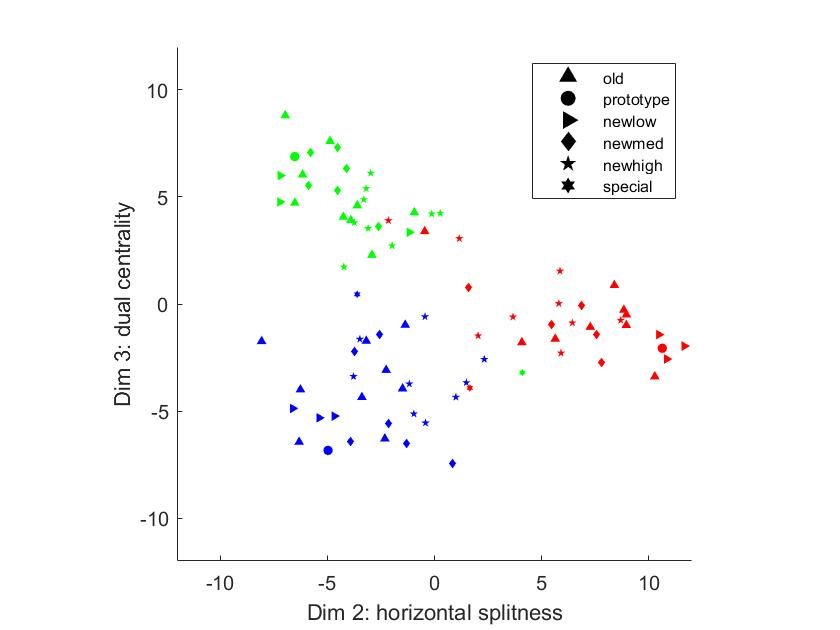 10
5
0
-5
-10
-10
-5
0
5
10
Dim 3: dual centrality
Dim 2: horizontal splitness
old
prototype
newlow
newmed
newhigh
special